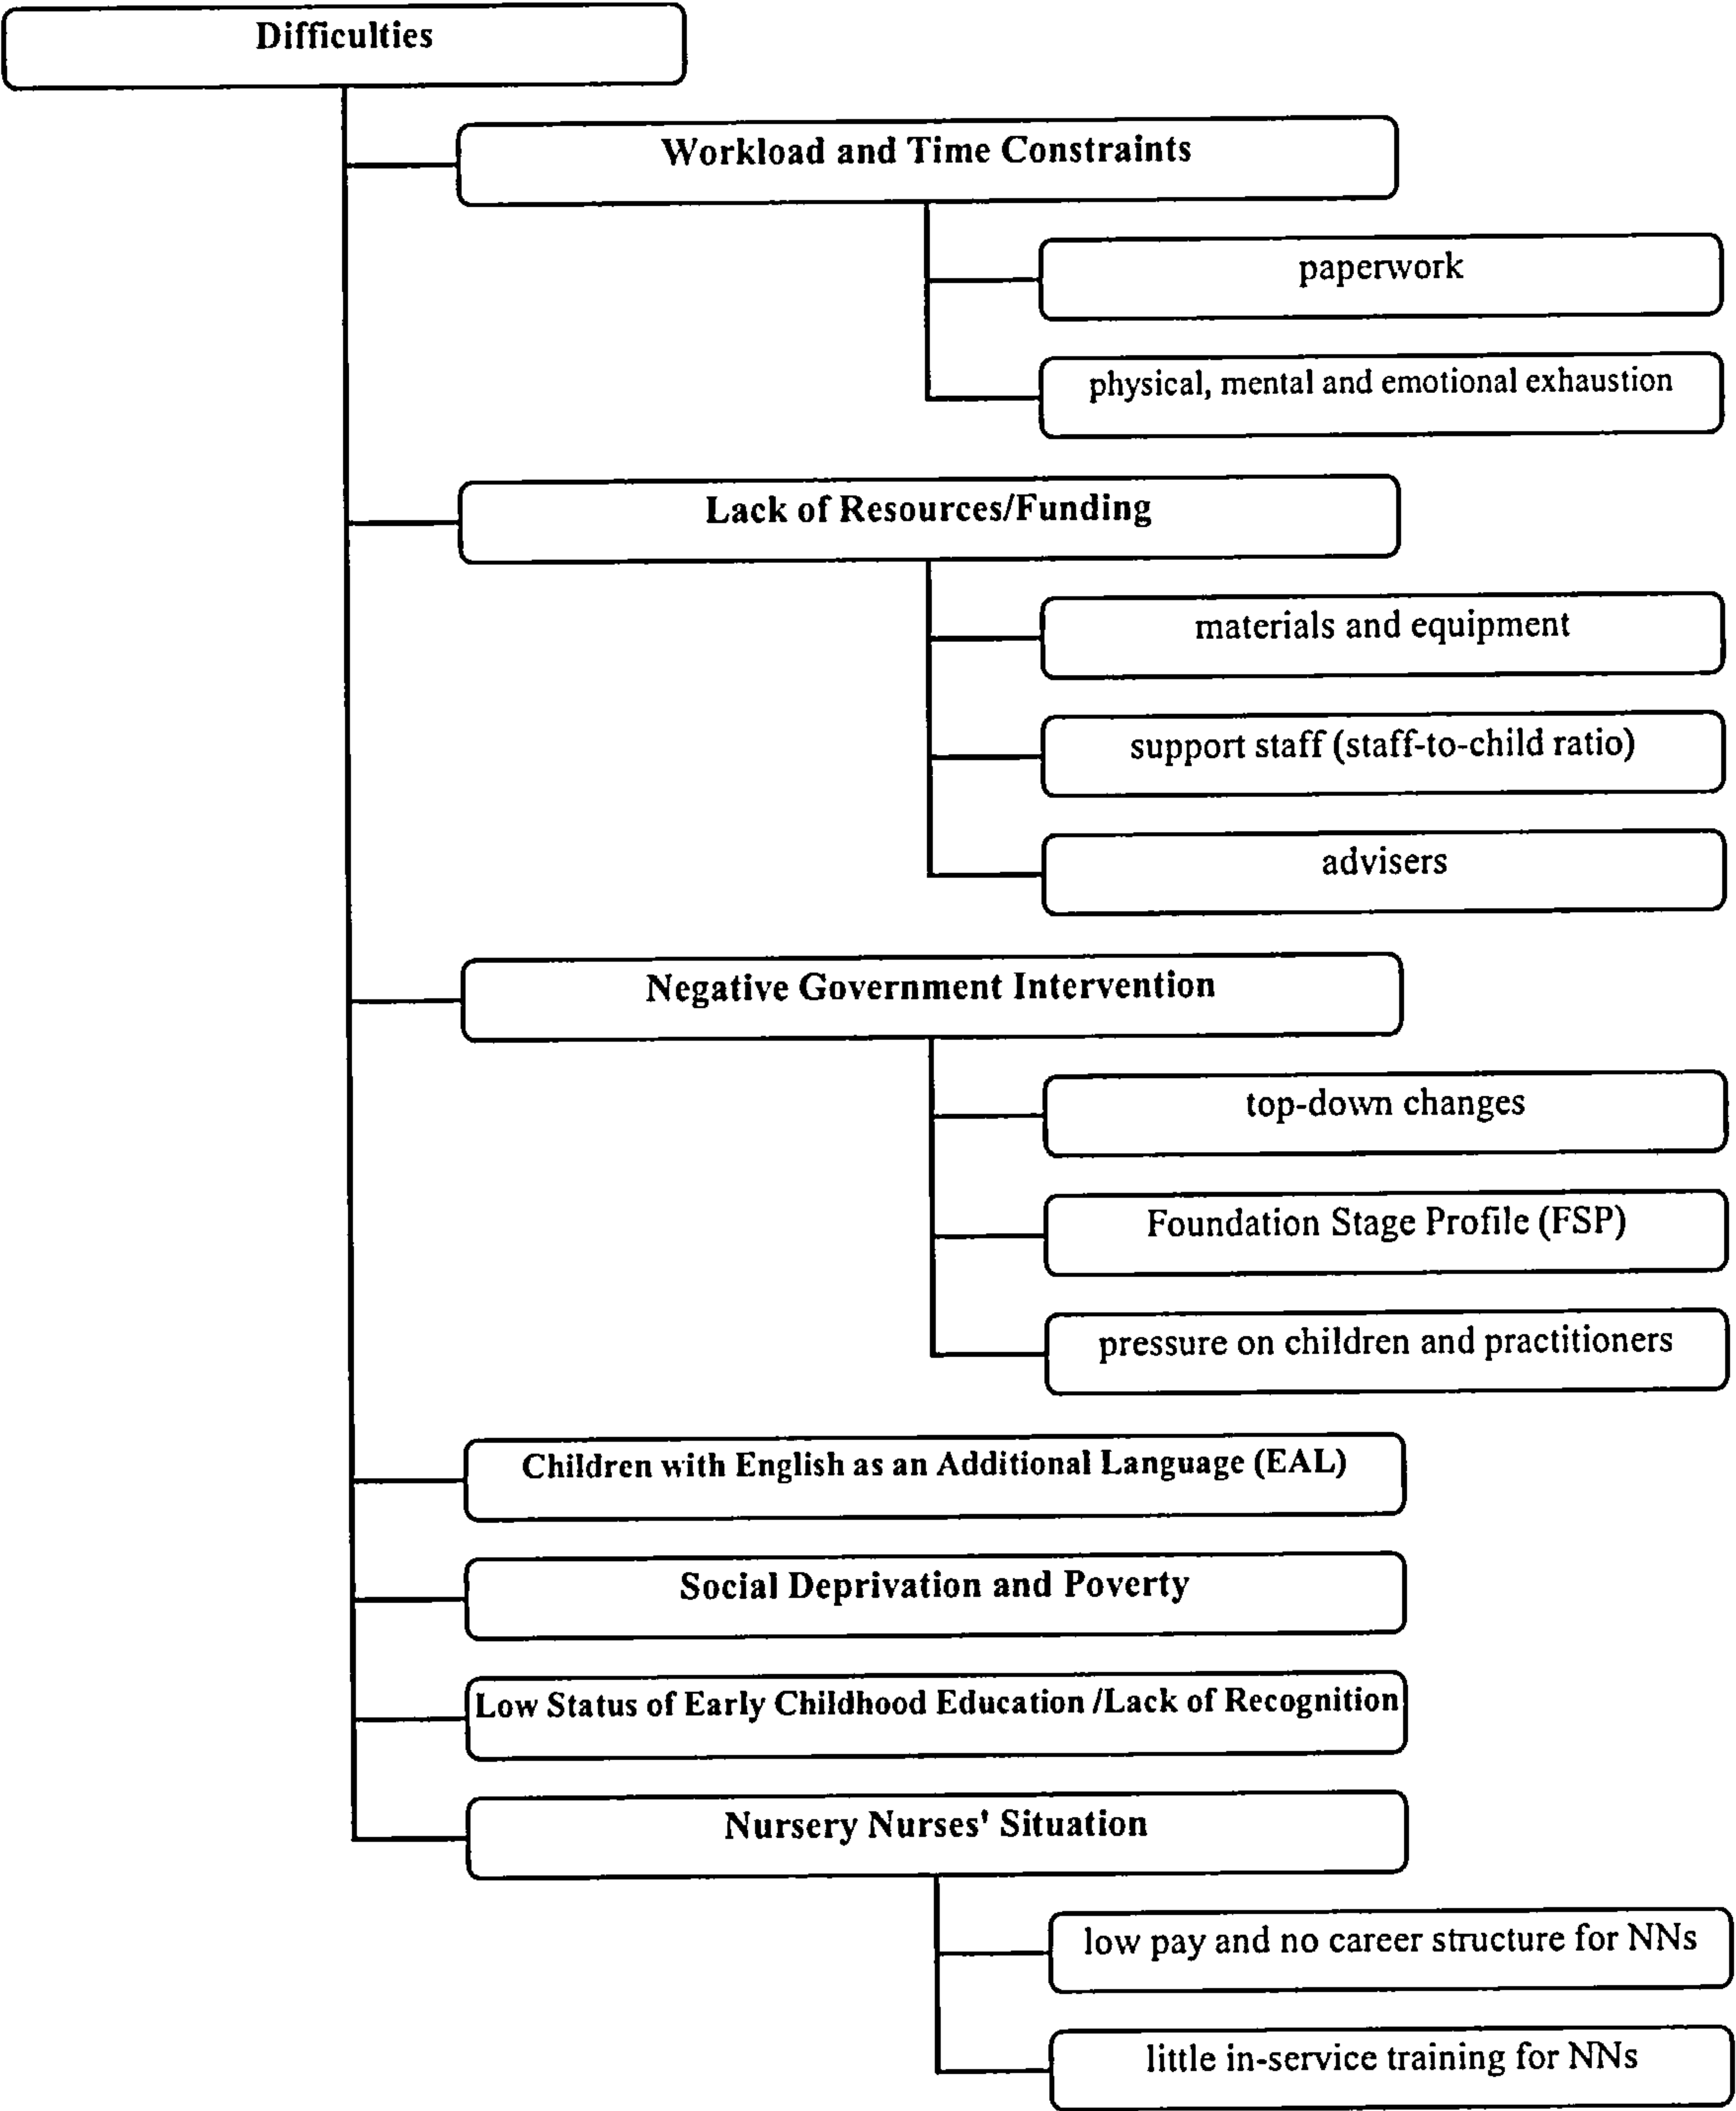 Difficulties
Workload and Time Constraints
paperwork
physical, mental and emotional exhaustion
Lack of Resources/Funding
materials and equipment
support staff (staff-to-child ratio)
advisers
Negative Government Intervention
top-down changes
Foundation Stage Profile (FSP)
pressure on children and practitioners
Children with English as an Additional Language (EAL)
Social Deprivation and Poverty
Low Status of Early Childhood Education /Lack of Recognition
Nursery Nurses' Situation
low pay and no career structure for NNs
little in-service training for NNs